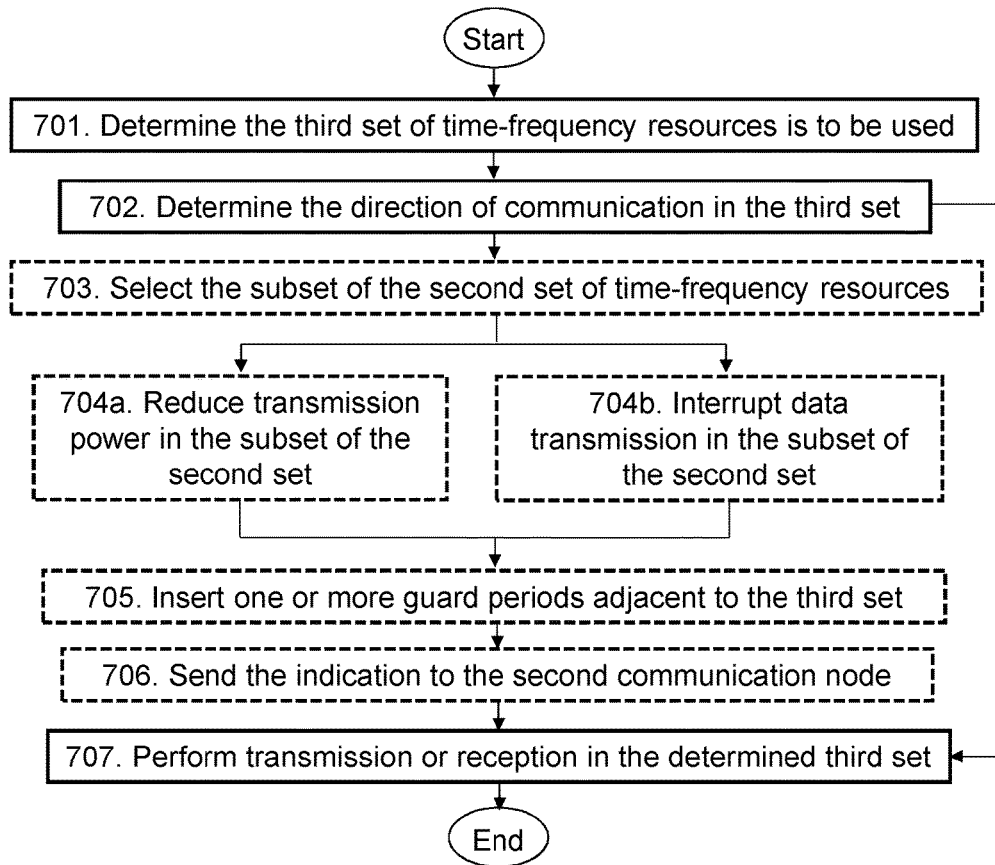 Start
701. Determine the third set of time-frequency resources is to be used
702. Determine the direction of communication in the third set
703. Select the subset of the second set of time-frequency resources
704a. Reduce transmission
power in the subset of the
second set
704b. Interrupt data
transmission in the subset of
the second set
705. Insert one or more guard periods adjacent to the third set
706. Send the indication to the second communication node
707. Perform transmission or reception in the determined third set
End